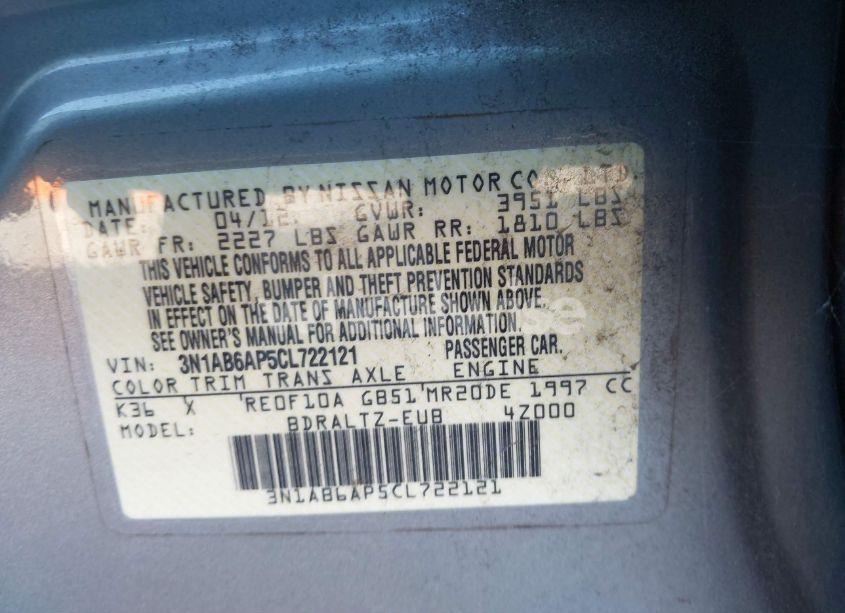 MANUFACTURED BY NISSAN MOTOR CO., LTD
DATE: 04/12 GVWR: 3951 LBS
GAWR FR: 2227 LBS GAWR RR: 1810 LBS
THIS VEHICLE CONFORMS TO ALL APPLICABLE FEDERAL MOTOR
VEHICLE SAFETY, BUMPER AND THEFT PREVENTION STANDARDS
IN EFFECT ON THE DATE OF MANUFACTURE SHOWN ABOVE.
SEE OWNER'S MANUAL FOR ADDITIONAL INFORMATION.
VIN: 3N1AB6AP5CL722121 PASSENGER CAR.
COLOR TRIM TRANS AXLE ENGINE
K36 X RE0F10A GB51 MR20DE 1997 CC
MODEL: BDRALTZ-EUB 4Z000
3N1AB6AP5CL722121